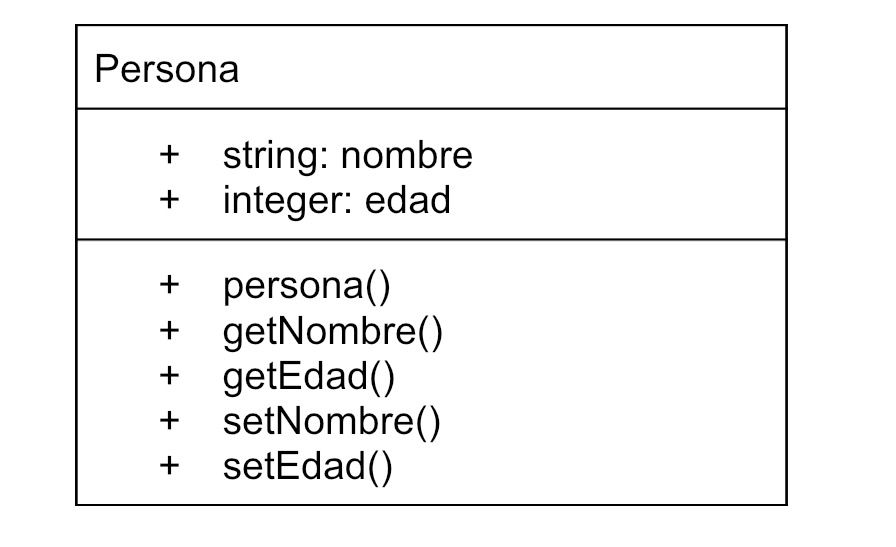 Persona
+ string: nombre
+ integer: edad
+ persona()
+ getNombre()
+ getEdad()
+ setNombre()
+ setEdad()